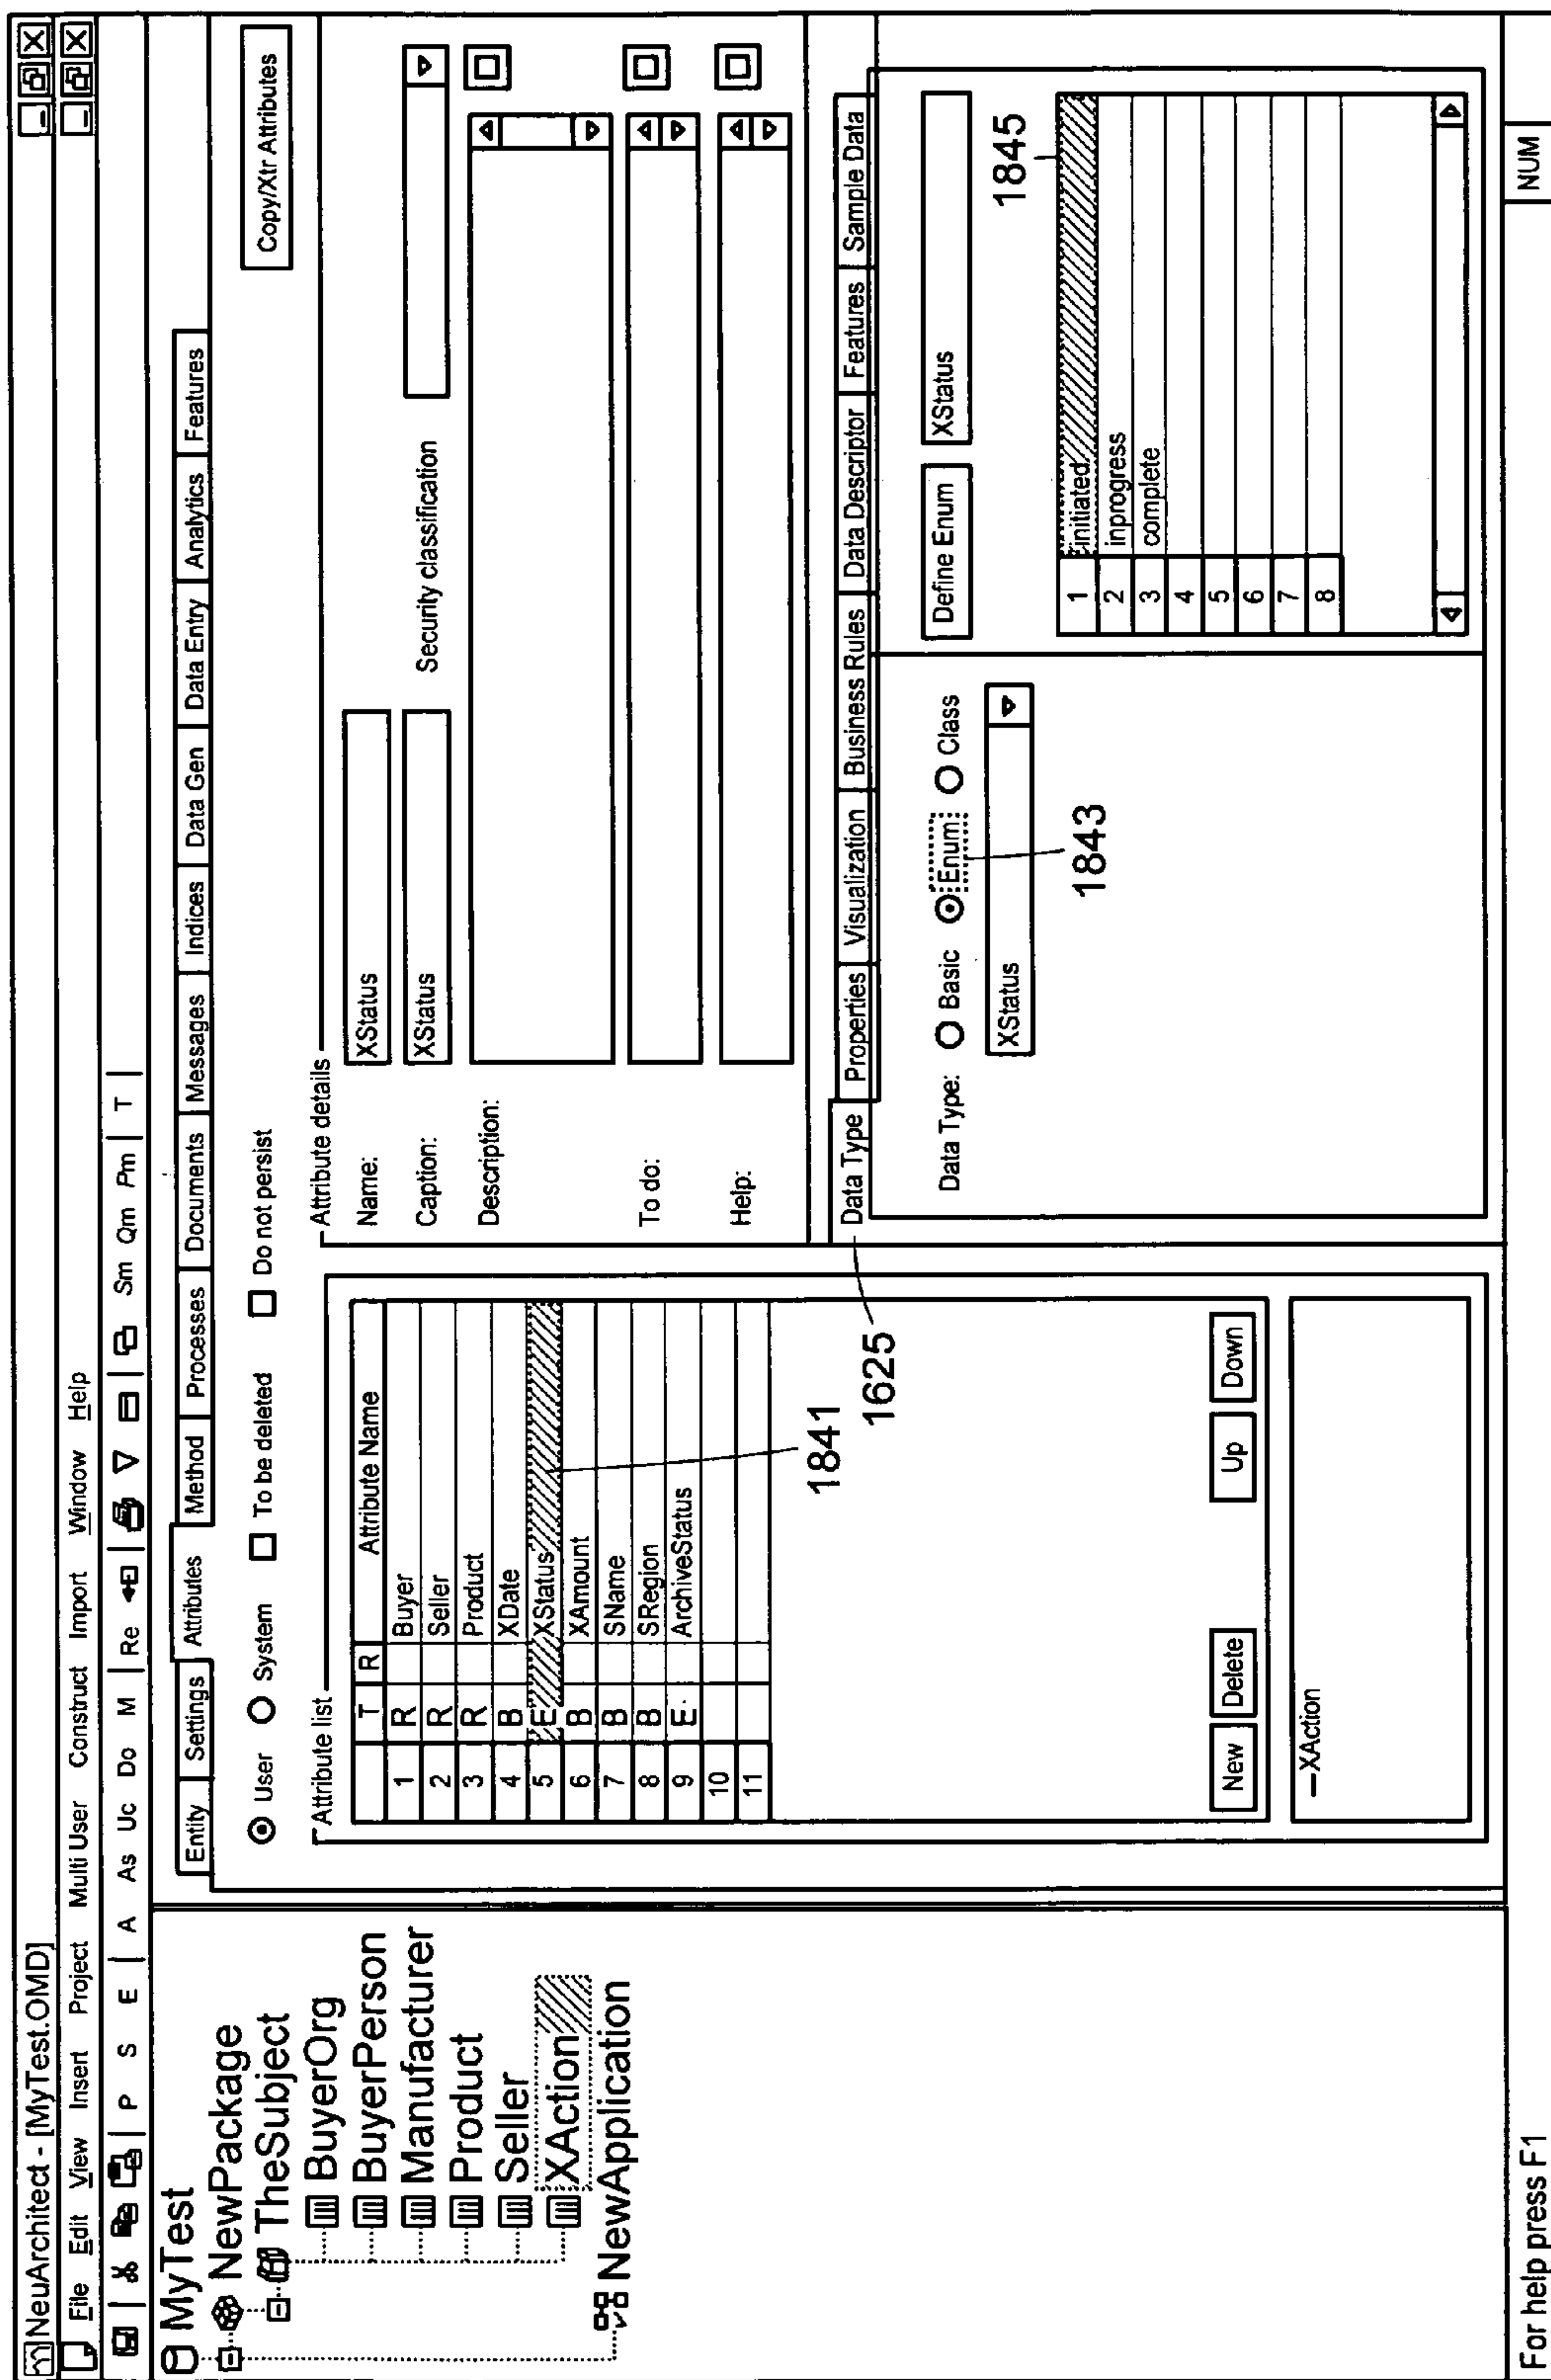 NeuArchitect - [MyTest.OMD]
File Edit View Insert Project Multi User Construct Import Window Help
P S E A As Uc Do M Re Sm Qm Pm T
MyTest
NewPackage
TheSubject
BuyerOrg
BuyerPerson
Manufacturer
Product
Seller
XAction
NewApplication
Entity Settings Attributes Method Processes Documents Messages Indices Data Gen Data Entry Analytics Features
User System To be deleted Do not persist Copy/Xtr Attributes
Attribute list
T R Attribute Name
1 R Buyer
2 R Seller
3 R Product
4 B XDate
5 E XStatus
6 B XAmount
7 B SName
8 B SRegion
9 E ArchiveStatus
10
11
1841
1625
New Delete Up Down
—XAction
Attribute details
Name: XStatus
Caption: XStatus Security classification
Description:
To do:
Help:
Data Type Properties Visualization Business Rules Data Descriptor Features Sample Data
Data Type: Basic Enum Class
XStatus
1843
Define Enum XStatus
1845
1 initiated
2 inprogress
3 complete
4
5
6
7
8
For help press F1 NUM